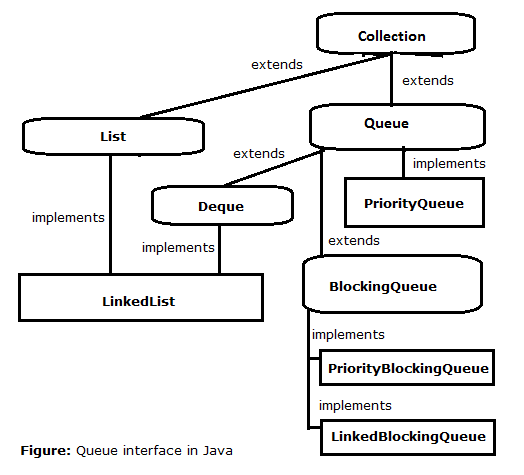 Collection
extends
extends
List
Queue
extends
implements
Deque
PriorityQueue
implements
implements
extends
LinkedList
BlockingQueue
implements
PriorityBlockingQueue
implements
LinkedBlockingQueue
Figure: Queue interface in Java